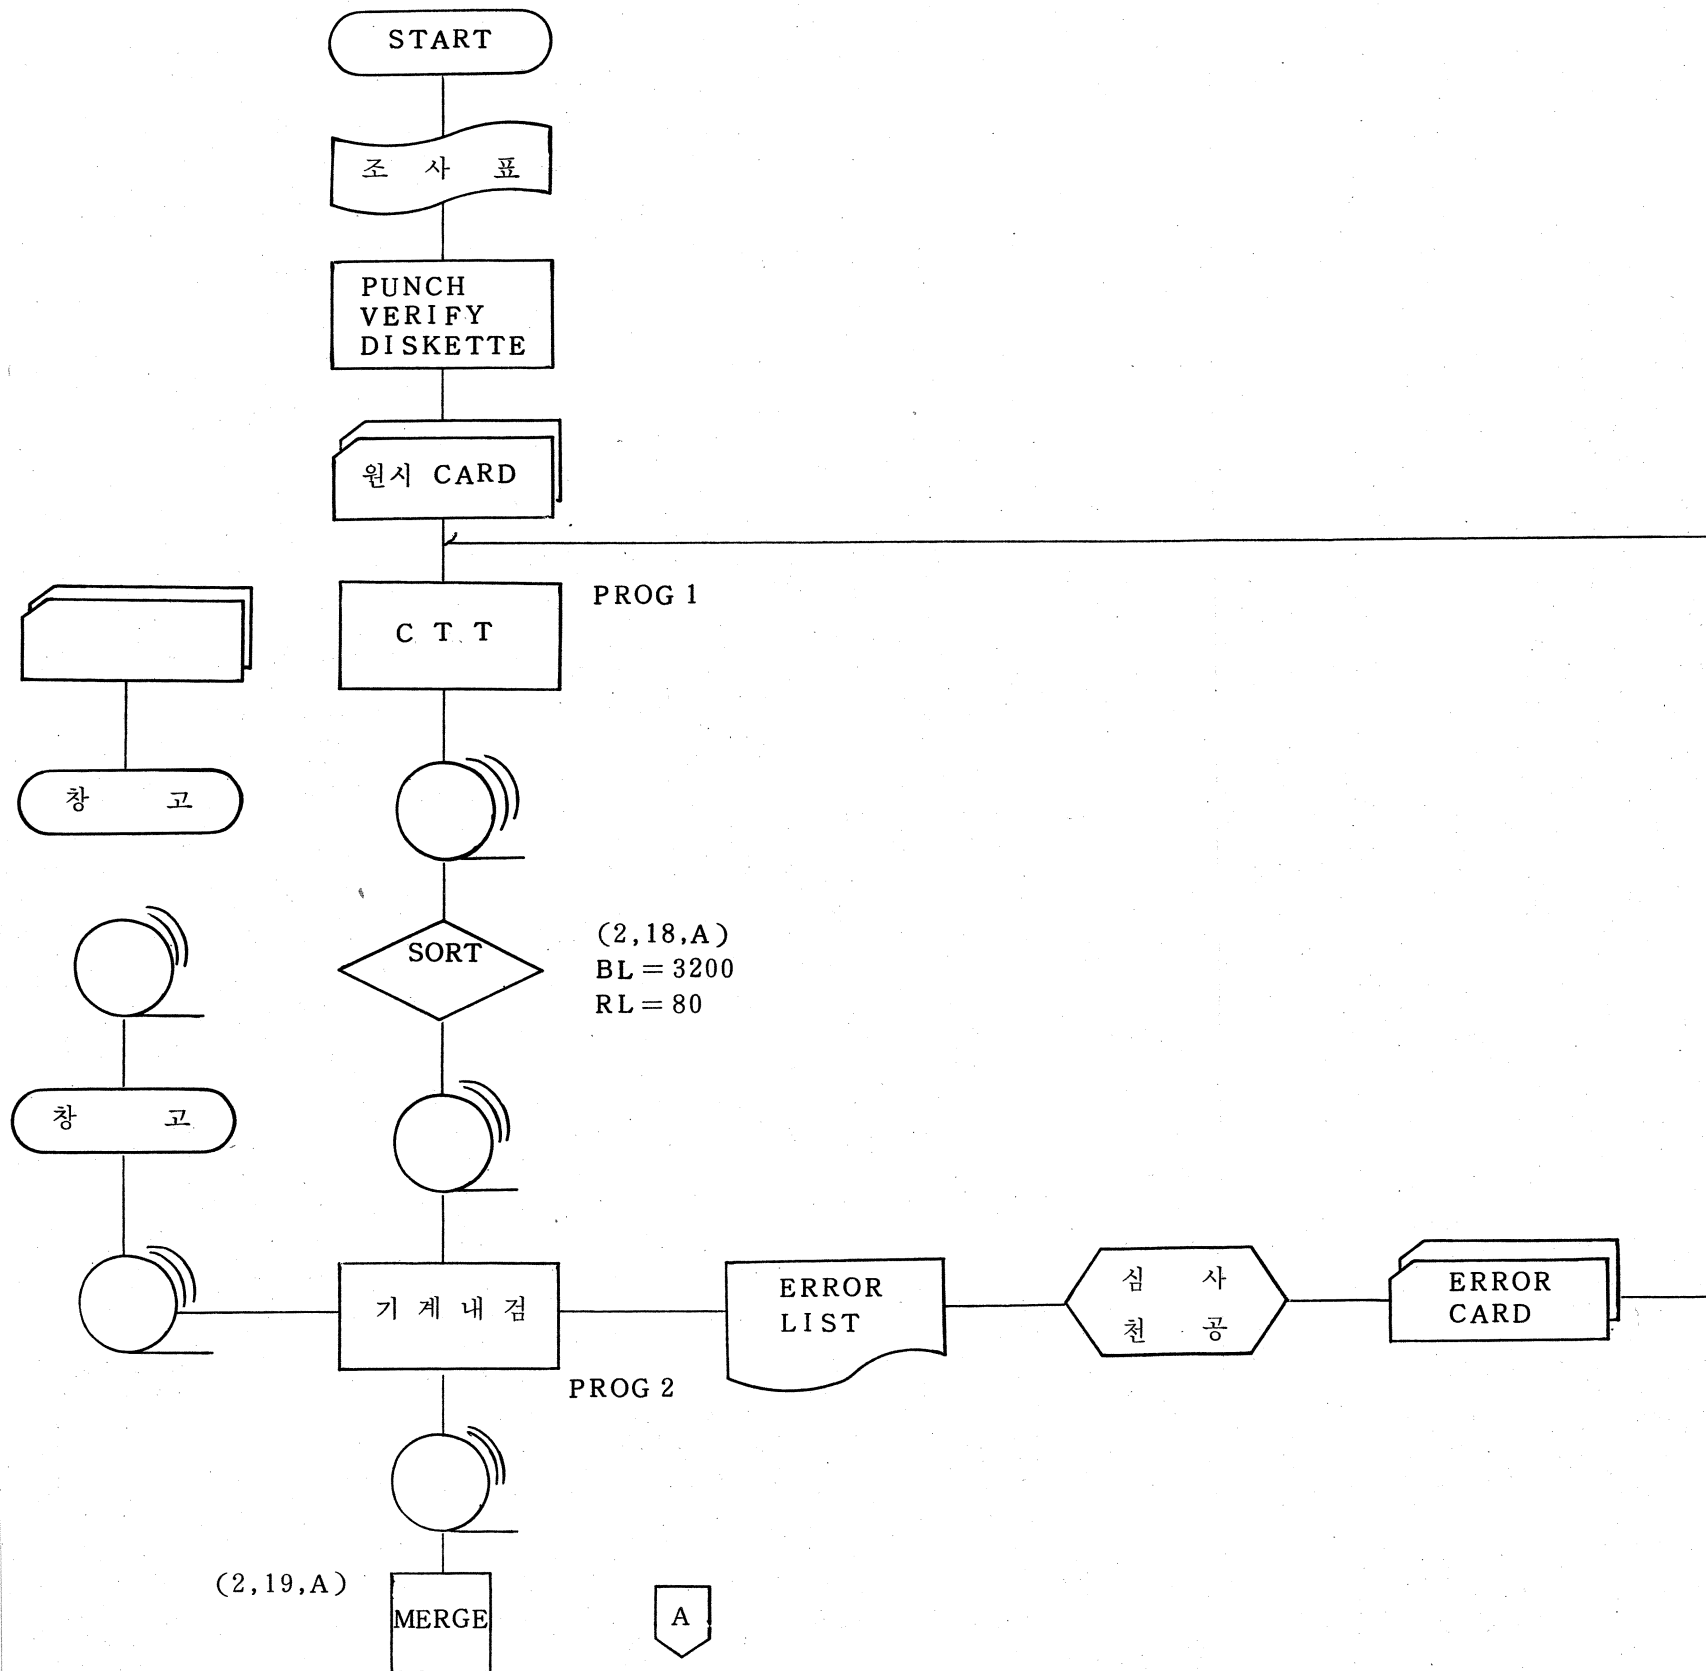 START
조 사 표
PUNCH
VERIFY
DISKETTE
원시 CARD
PROG 1
C T T
창 고
SORT
(2,18,A)
BL=3200
RL=80
창 고
기 계 내 검
PROG 2
ERROR
LIST
심 사
천 공
ERROR
CARD
(2,19,A)
MERGE
A